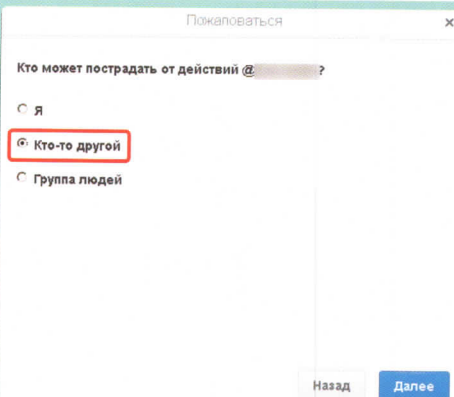 Пожаловаться ×
Кто может пострадать от действий @ ?
Я
Кто-то другой
Группа людей
Назад Далее